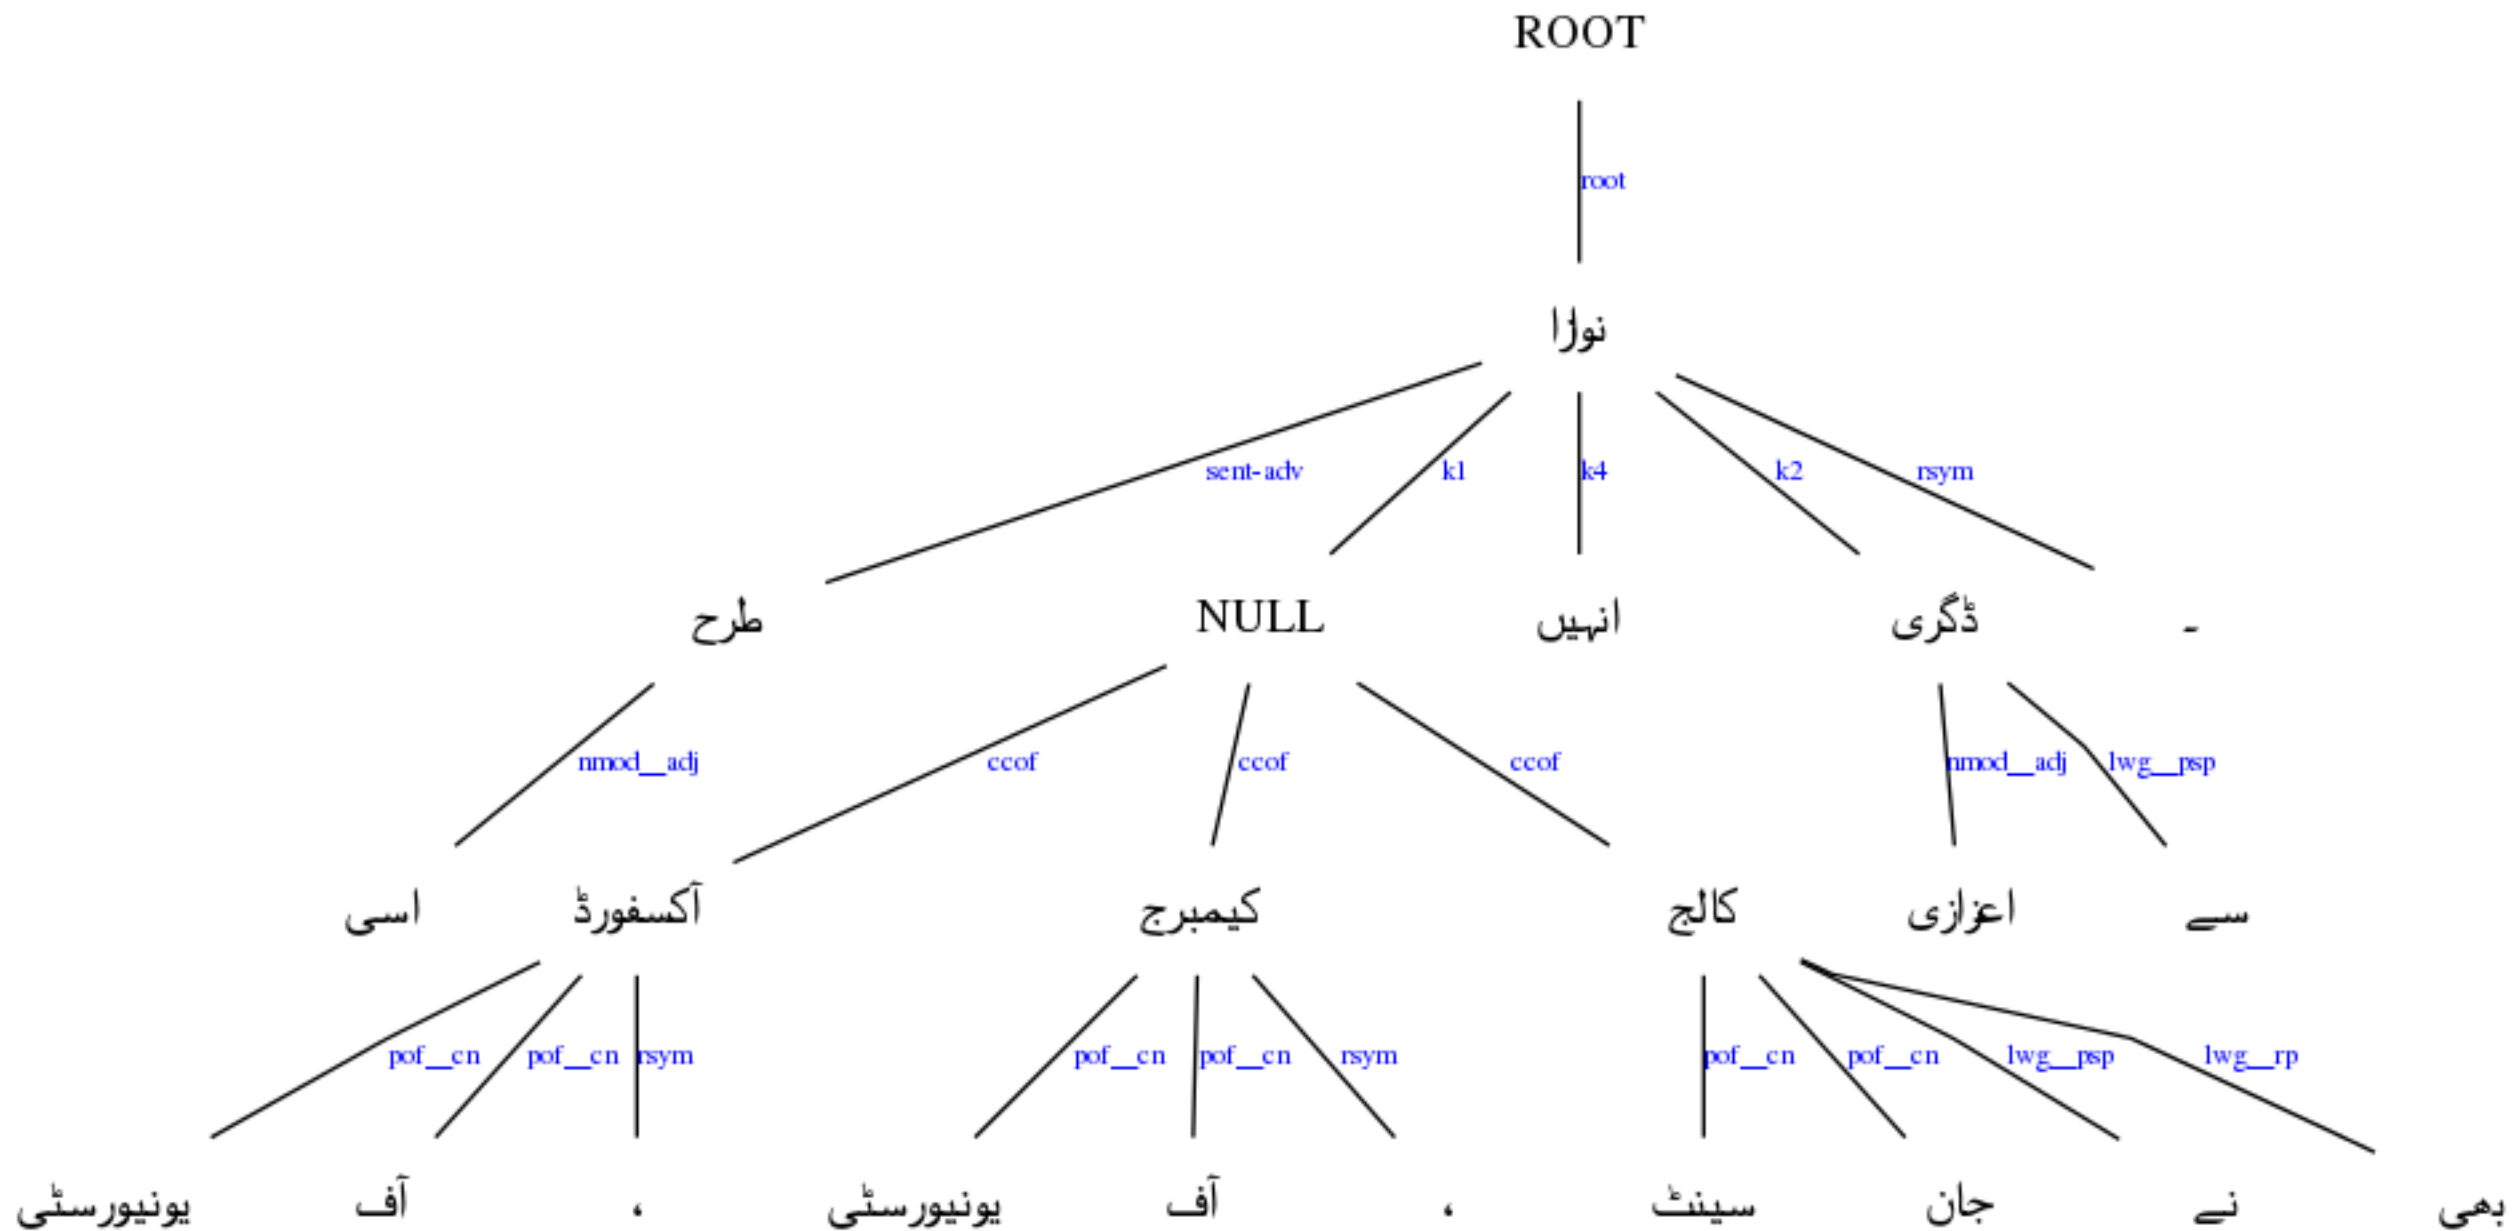 ROOT
root
نوازا
sent-adv k1 k4 k2 rsym
طرح NULL انہیں ڈگری ۔
nmod__adj ccof ccof ccof nmod__adj lwg__psp
اسی آکسفورڈ کیمبرج کالج اعزازی سے
pof__cn pof__cn rsym pof__cn pof__cn rsym pof__cn pof__cn lwg__psp lwg__rp
یونیورسٹی آف ، یونیورسٹی آف ، سینٹ جان نے بھی